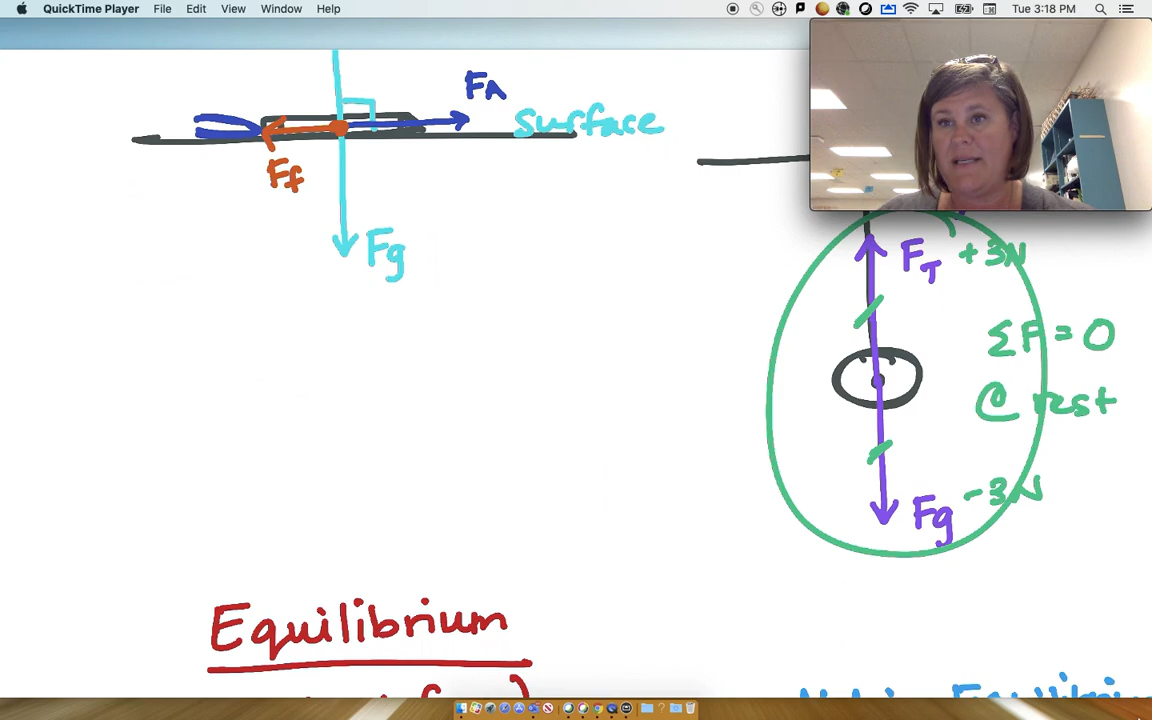 QuickTime Player File Edit View Window Help Tue 3:18 PM
FA
surface
Ff
Fg
FT +3N
ΣF = 0
@ rest
Fg -3N
Equilibrium